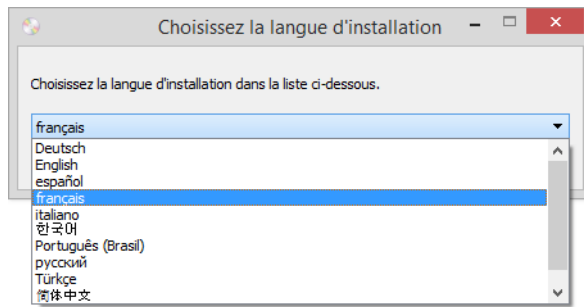 Choisissez la langue d'installation
Choisissez la langue d'installation dans la liste ci-dessous.
français
Deutsch
English
español
français
italiano
한국어
Português (Brasil)
русский
Türkçe
简体中文